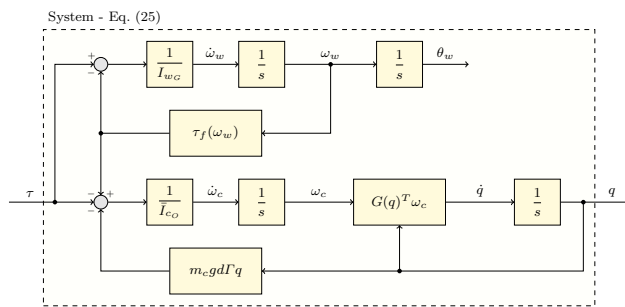 System - Eq. (25)
+
−
1/I_{w_G}
ω̇_w
1/s
ω_w
1/s
θ_w
τ_f(ω_w)
τ
−
+
−
1/Ī_{c_O}
ω̇_c
1/s
ω_c
G(q)^T ω_c
q̇
1/s
q
m_c g d Γ q